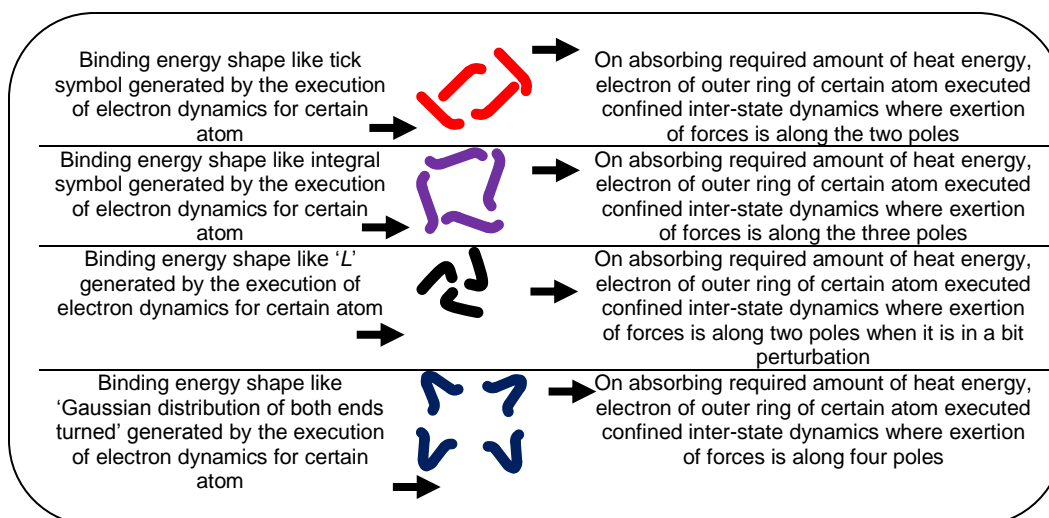 Binding energy shape like tick
symbol generated by the execution
of electron dynamics for certain
atom
On absorbing required amount of heat energy,
electron of outer ring of certain atom executed
confined inter-state dynamics where exertion
of forces is along the two poles
Binding energy shape like integral
symbol generated by the execution
of electron dynamics for certain
atom
On absorbing required amount of heat energy,
electron of outer ring of certain atom executed
confined inter-state dynamics where exertion
of forces is along the three poles
Binding energy shape like ‘L’
generated by the execution of
electron dynamics for certain atom
On absorbing required amount of heat energy,
electron of outer ring of certain atom executed
confined inter-state dynamics where exertion
of forces is along two poles when it is in a bit
perturbation
Binding energy shape like
‘Gaussian distribution of both ends
turned’ generated by the execution
of electron dynamics for certain
atom
On absorbing required amount of heat energy,
electron of outer ring of certain atom executed
confined inter-state dynamics where exertion
of forces is along four poles